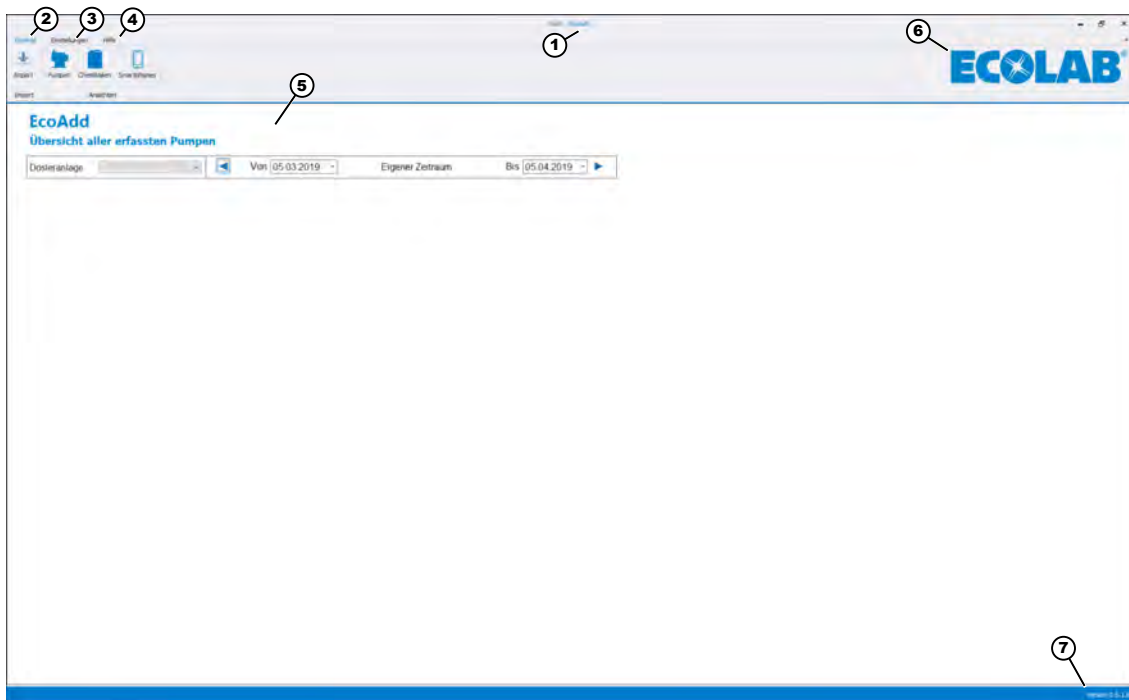 2 3 4
1
6
Einstellungen Hilfe
ECOLAB
Import Pumpen Chemikalien Smartphones
Import Ansichten
5
EcoAdd
Übersicht aller erfassten Pumpen
Dosieranlage Von 05.03.2019 Eigener Zeitraum Bis 05.04.2019
7